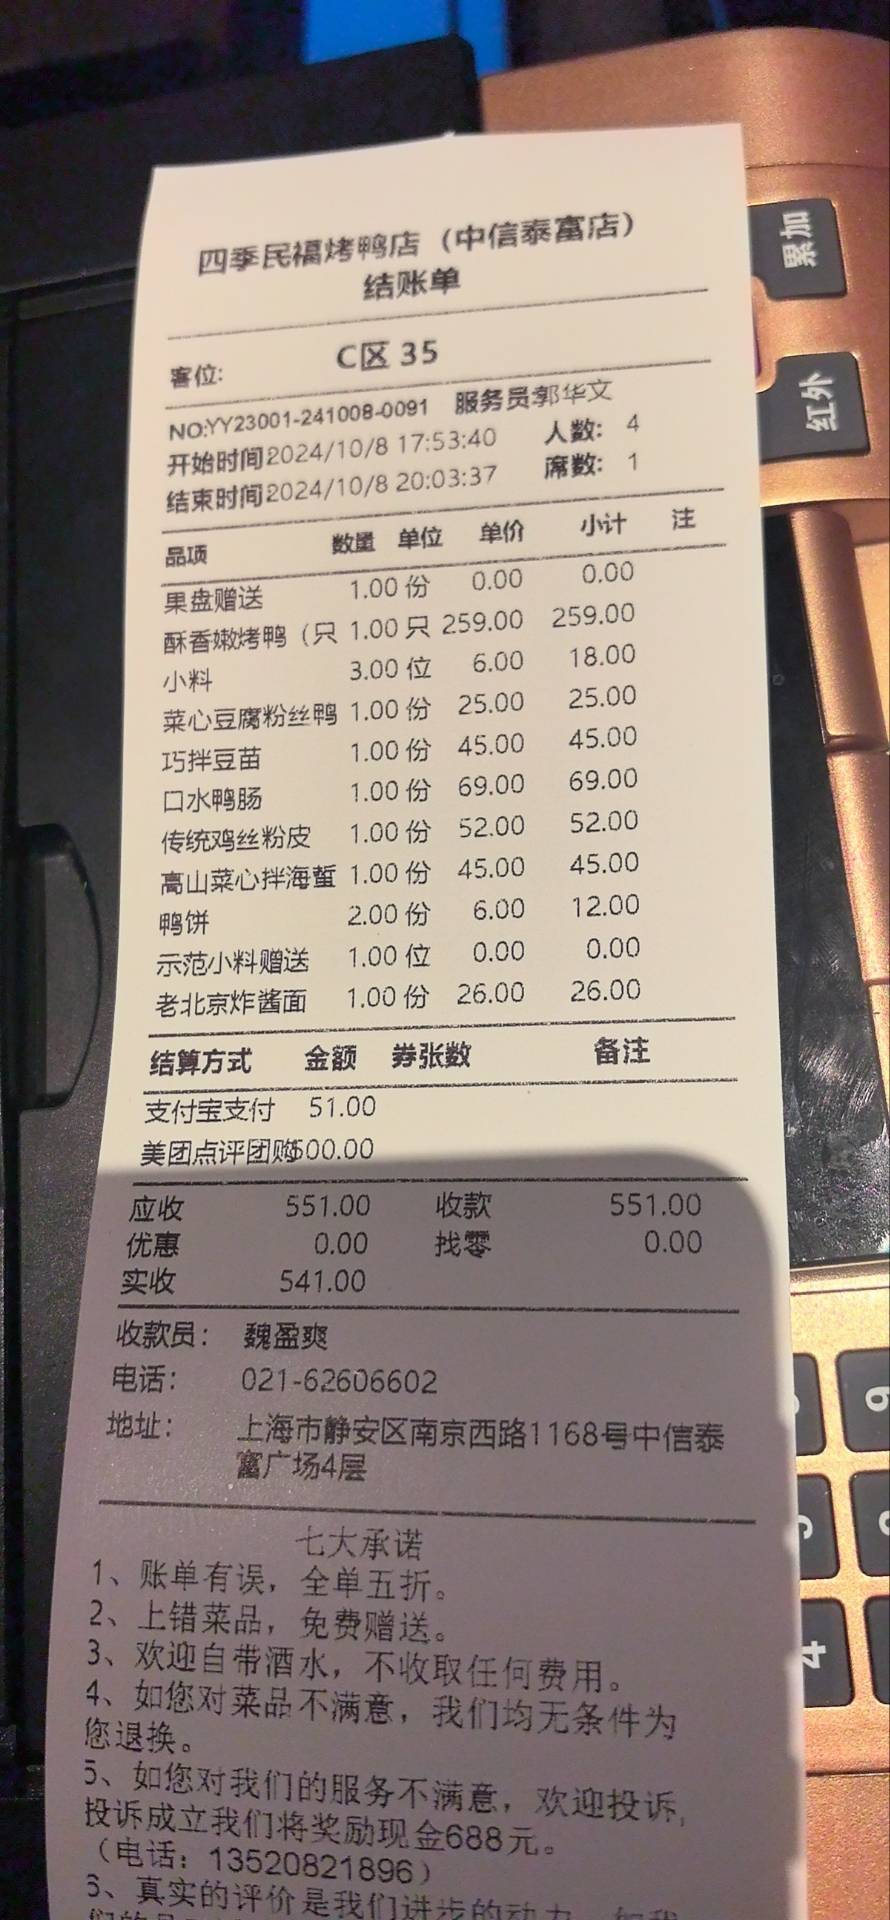 四季民福烤鸭店（中信泰富店）
结账单
客位: C区 35
NO:YY23001-241008-0091 服务员郭华文
开始时间2024/10/8 17:53:40 人数: 4
结束时间2024/10/8 20:03:37 席数: 1
品项 数量 单位 单价 小计 注
果盘赠送 1.00 份 0.00 0.00
酥香嫩烤鸭（只 1.00 只 259.00 259.00
小料 3.00 位 6.00 18.00
菜心豆腐粉丝鸭 1.00 份 25.00 25.00
巧拌豆苗 1.00 份 45.00 45.00
口水鸭肠 1.00 份 69.00 69.00
传统鸡丝粉皮 1.00 份 52.00 52.00
高山菜心拌海蜇 1.00 份 45.00 45.00
鸭饼 2.00 份 6.00 12.00
示范小料赠送 1.00 位 0.00 0.00
老北京炸酱面 1.00 份 26.00 26.00
结算方式 金额 券张数 备注
支付宝支付 51.00
美团点评团购500.00
应收 551.00 收款 551.00
优惠 0.00 找零 0.00
实收 541.00
收款员: 魏盈爽
电话: 021-62606602
地址: 上海市静安区南京西路1168号中信泰
富广场4层
七大承诺
1、账单有误，全单五折。
2、上错菜品，免费赠送。
3、欢迎自带酒水，不收取任何费用。
4、如您对菜品不满意，我们均无条件为
您退换。
5、如您对我们的服务不满意，欢迎投诉,
投诉成立我们将奖励现金688元。
（电话：13520821896）
6、真实的评价是我们进步的动力，如我
累加
红外
9
4